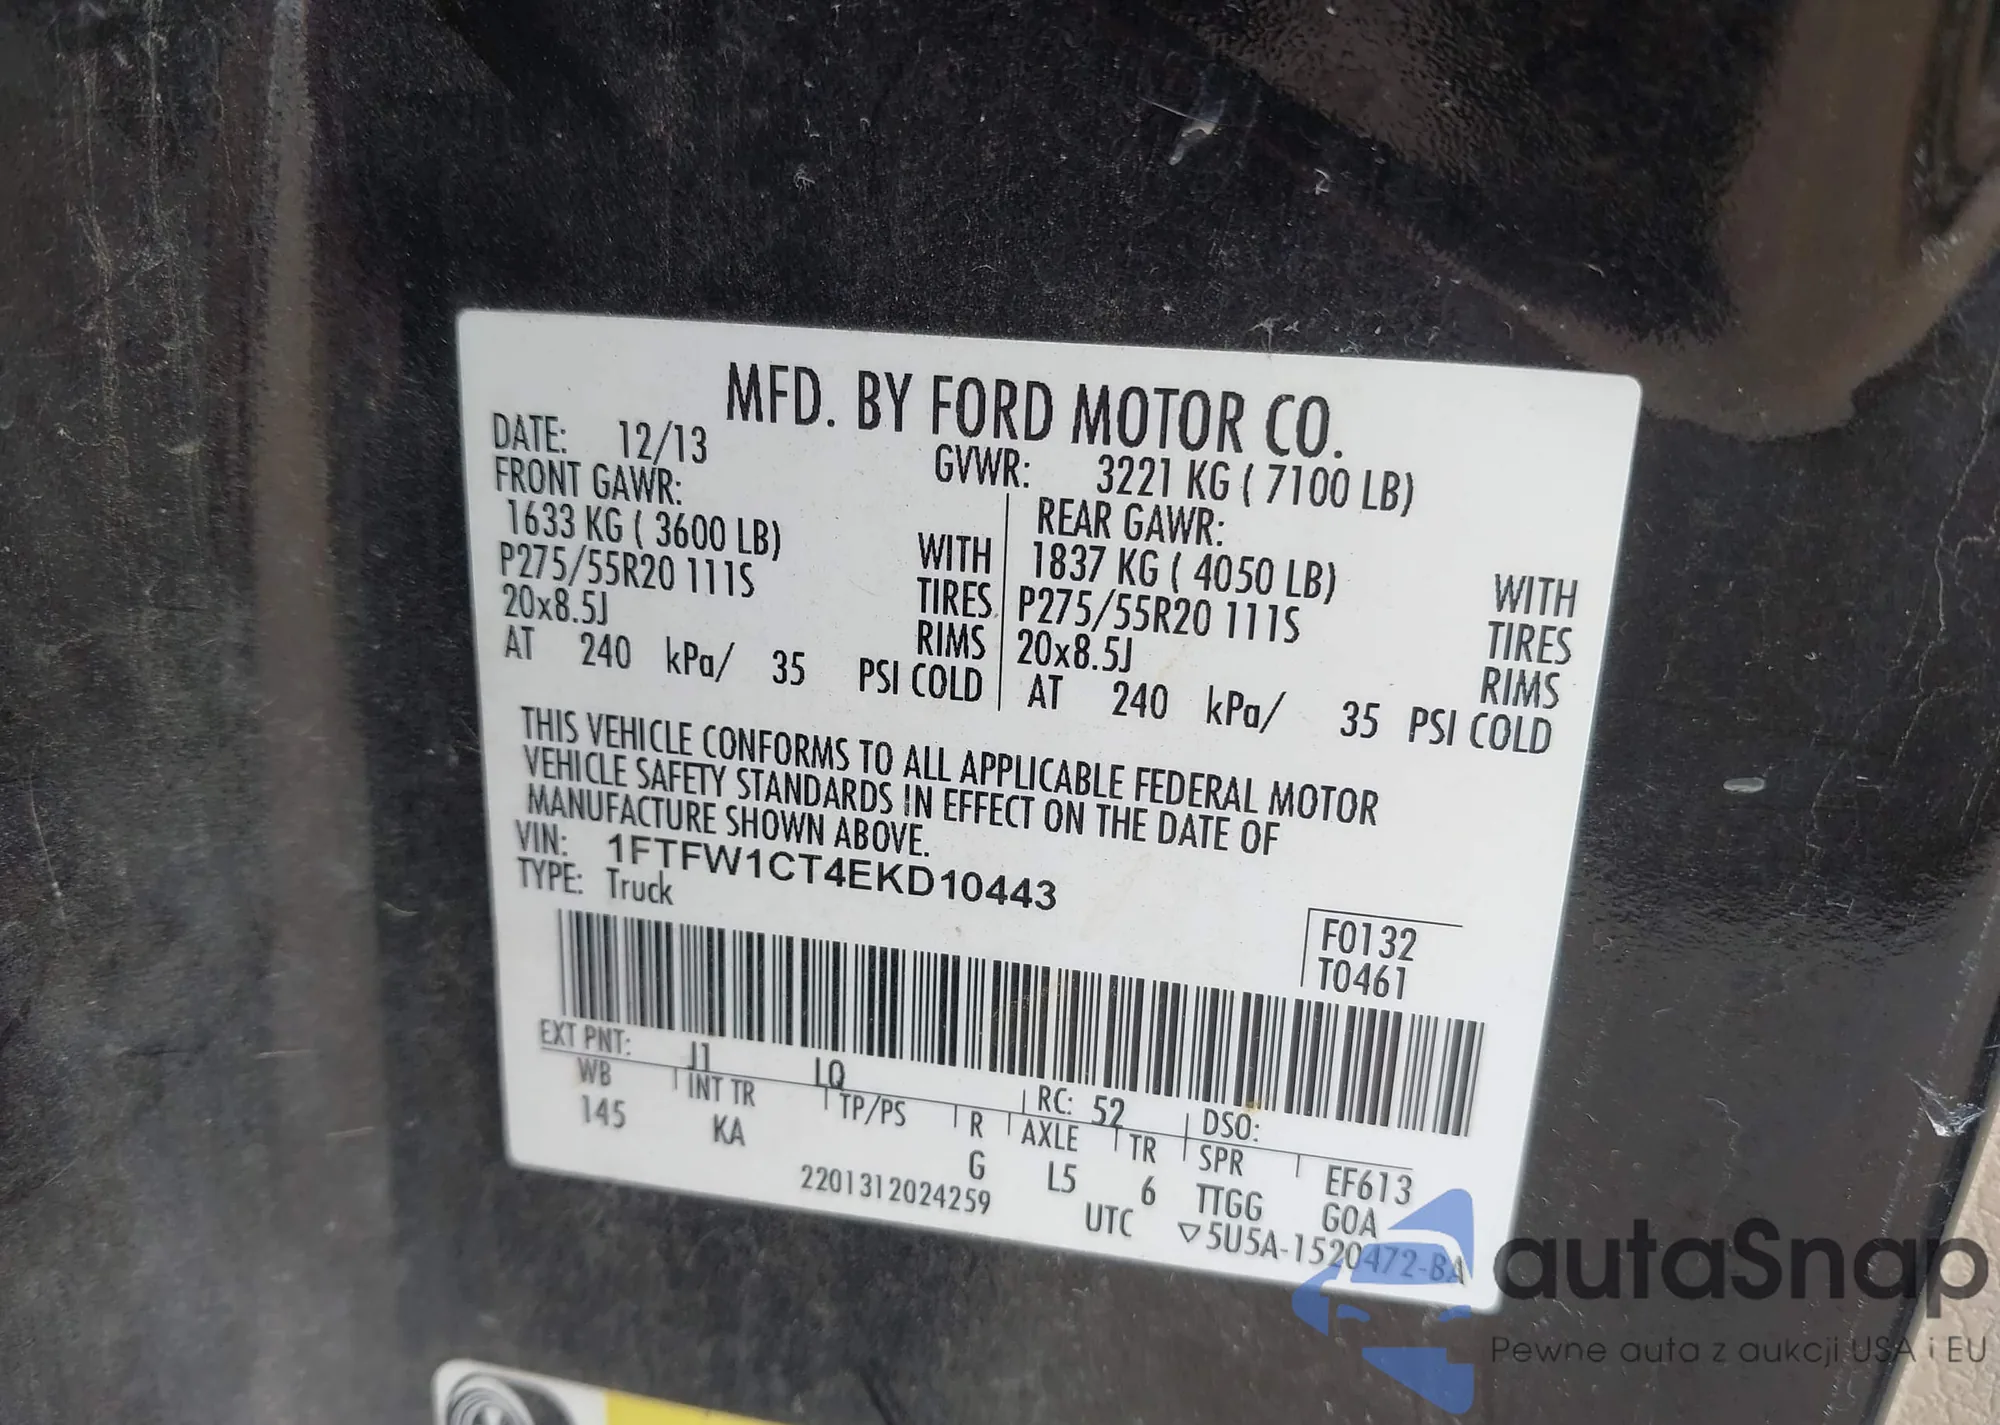 MFD. BY FORD MOTOR CO.
DATE: 12/13 GVWR: 3221 KG ( 7100 LB)
FRONT GAWR: REAR GAWR:
1633 KG ( 3600 LB) WITH 1837 KG ( 4050 LB) WITH
P275/55R20 111S TIRES P275/55R20 111S TIRES
20x8.5J RIMS 20x8.5J RIMS
AT 240 kPa/ 35 PSI COLD AT 240 kPa/ 35 PSI COLD
THIS VEHICLE CONFORMS TO ALL APPLICABLE FEDERAL MOTOR
VEHICLE SAFETY STANDARDS IN EFFECT ON THE DATE OF
MANUFACTURE SHOWN ABOVE.
VIN: 1FTFW1CT4EKD10443
TYPE: Truck
F0132
T0461
EXT PNT: J1 LQ RC: 52 DSO:
WB INT TR TP/PS R AXLE TR SPR EF613
145 KA G L5 6 TTGG GOA
2201312024259 UTC ▽5U5A-1520472-BA
autaSnap
Pewne auta z aukcji USA i EU